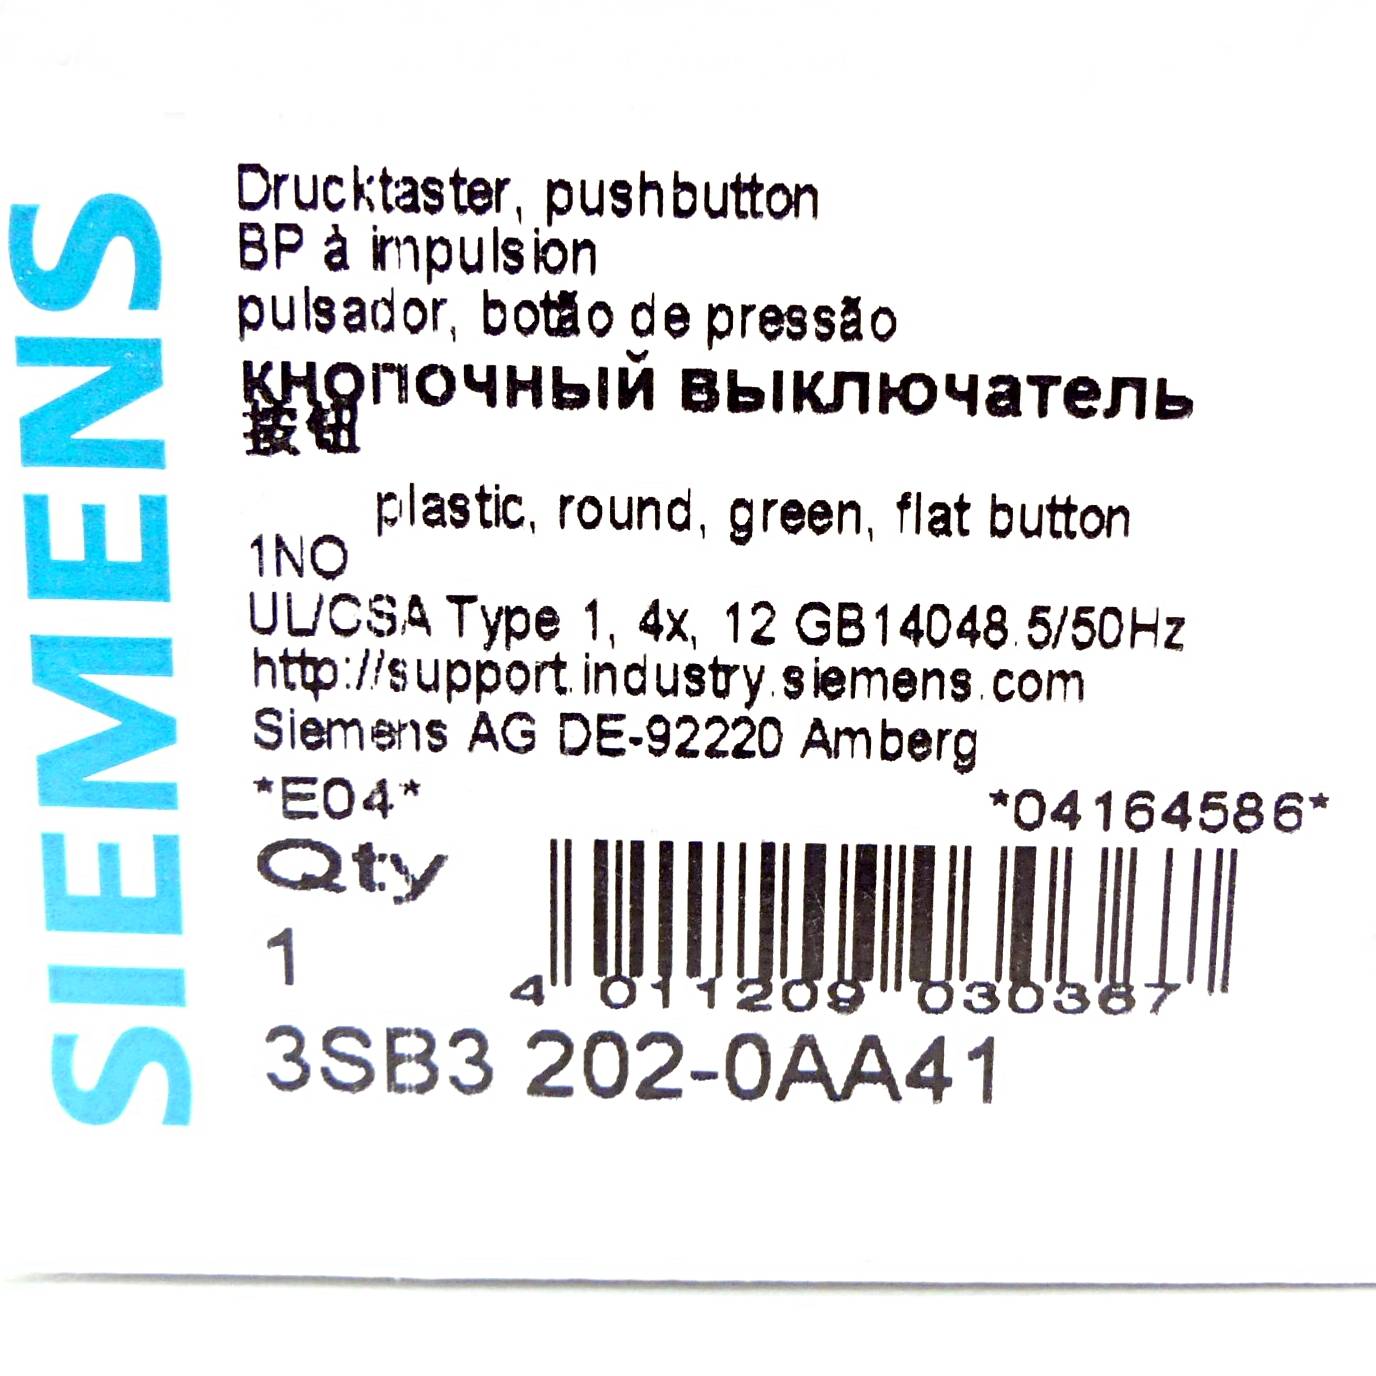 SIEMENS
Drucktaster, pushbutton
BP à impulsion
pulsador, botão de pressão
кнопочный выключатель
按钮
plastic, round, green, flat button
1NO
UL/CSA Type 1, 4x, 12 GB14048.5/50Hz
http://support.industry.siemens.com
Siemens AG DE-92220 Amberg
*E04* *04164586*
Qty
1
4 011209 030367
3SB3 202-0AA41